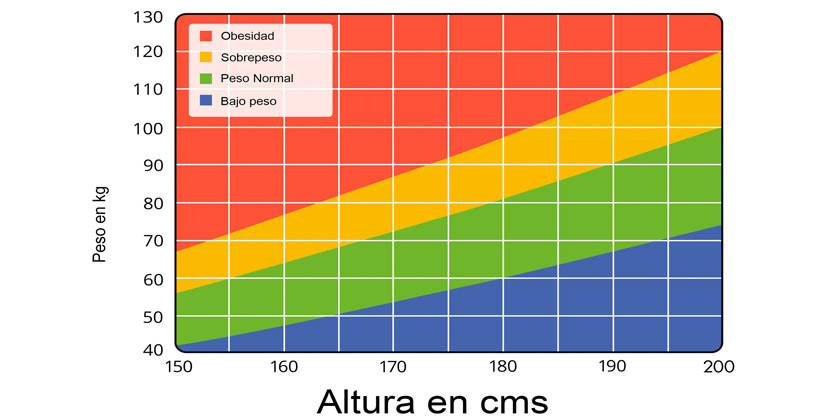 130
120
110
100
90
80
70
60
50
40
Peso en kg
Obesidad
Sobrepeso
Peso Normal
Bajo peso
150 160 170 180 190 200
Altura en cms